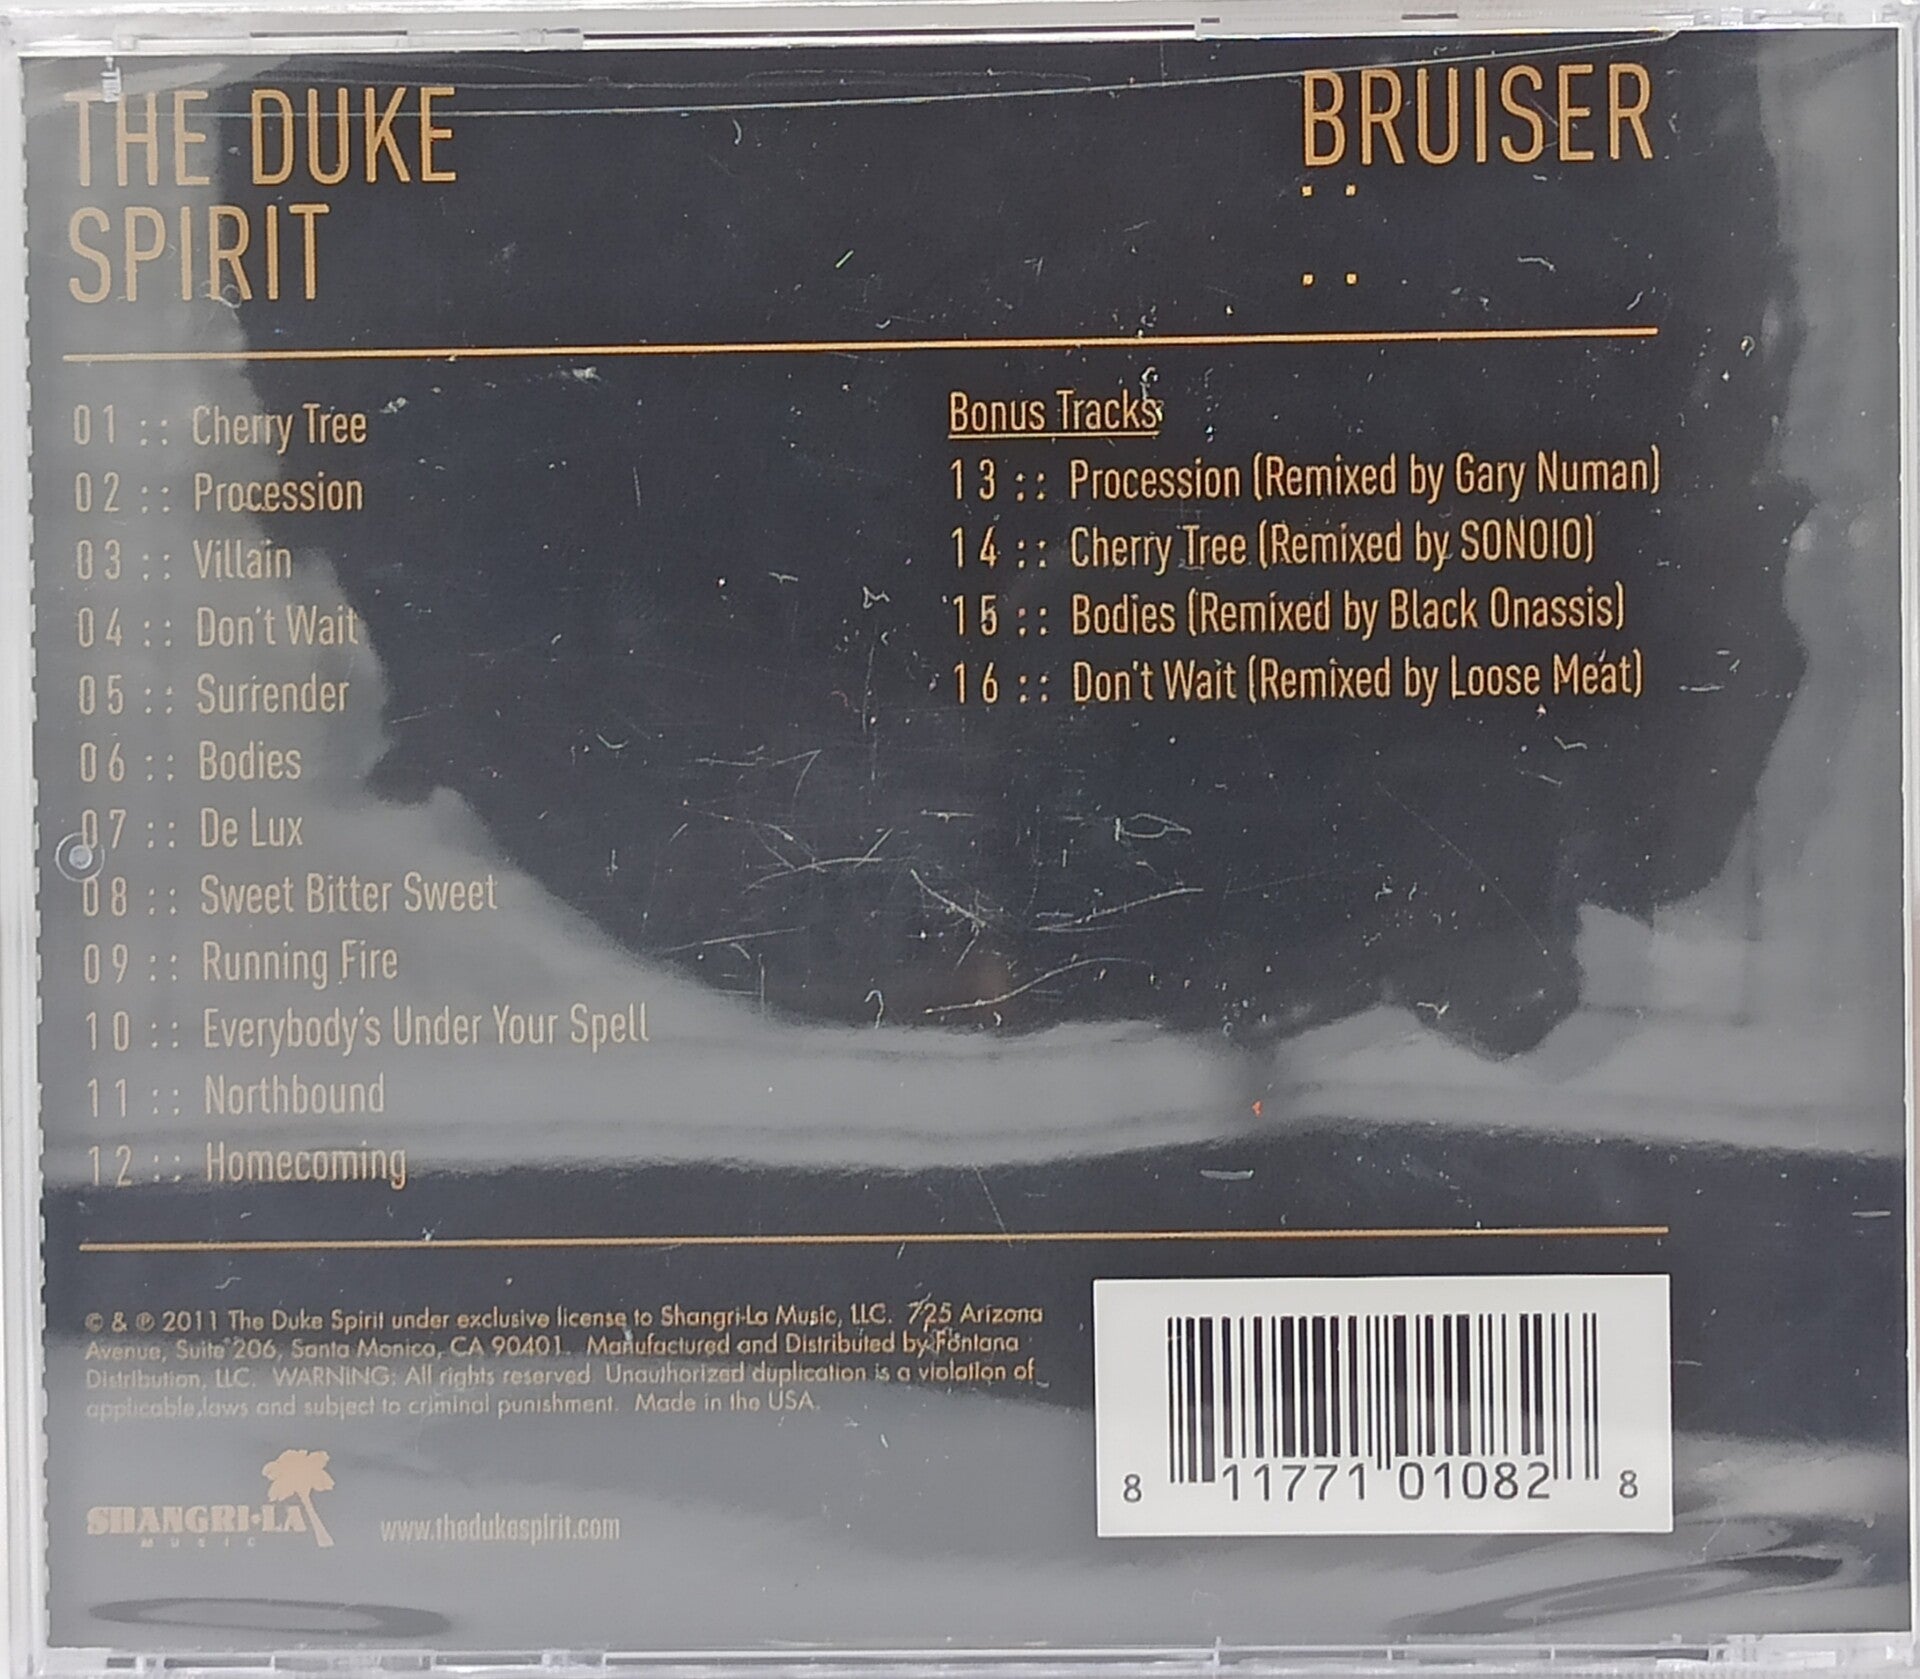 THE DUKE
SPIRIT
BRUISER
: :
01 :: Cherry Tree
02 :: Procession
03 :: Villain
04 :: Don't Wait
05 :: Surrender
06 :: Bodies
07 :: De Lux
08 :: Sweet Bitter Sweet
09 :: Running Fire
10 :: Everybody's Under Your Spell
11 :: Northbound
12 :: Homecoming
Bonus Tracks
13 :: Procession (Remixed by Gary Numan)
14 :: Cherry Tree (Remixed by SONOIO)
15 :: Bodies (Remixed by Black Onassis)
16 :: Don't Wait (Remixed by Loose Meat)
© & ℗ 2011 The Duke Spirit under exclusive license to Shangri-La Music, LLC. 725 Arizona
Avenue, Suite 206, Santa Monica, CA 90401. Manufactured and Distributed by Fontana
Distribution, LLC. WARNING: All rights reserved. Unauthorized duplication is a violation of
applicable laws and subject to criminal punishment. Made in the USA.
SHANGRI-LA
MUSIC
www.thedukespirit.com
8 11771 01082 8